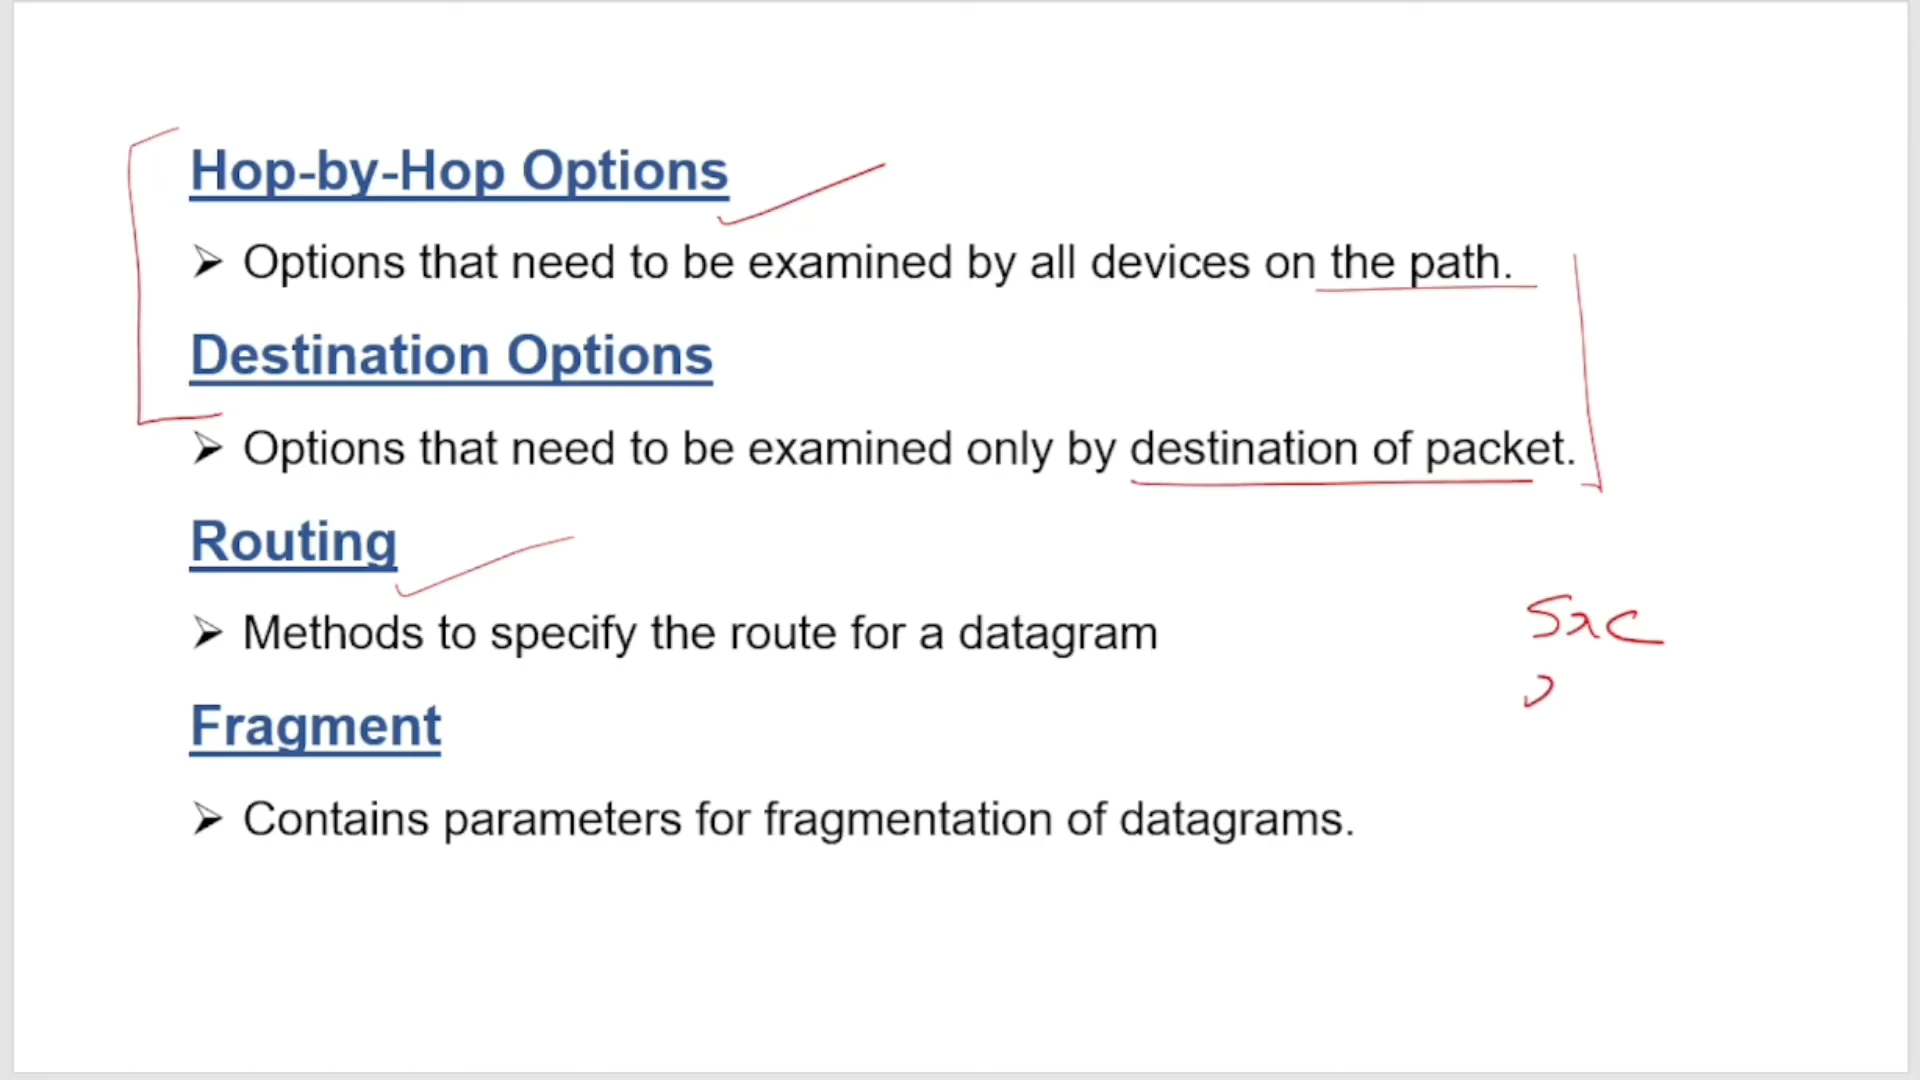 Hop-by-Hop Options
➢ Options that need to be examined by all devices on the path.
Destination Options
➢ Options that need to be examined only by destination of packet.
Routing
➢ Methods to specify the route for a datagram
Fragment
➢ Contains parameters for fragmentation of datagrams.